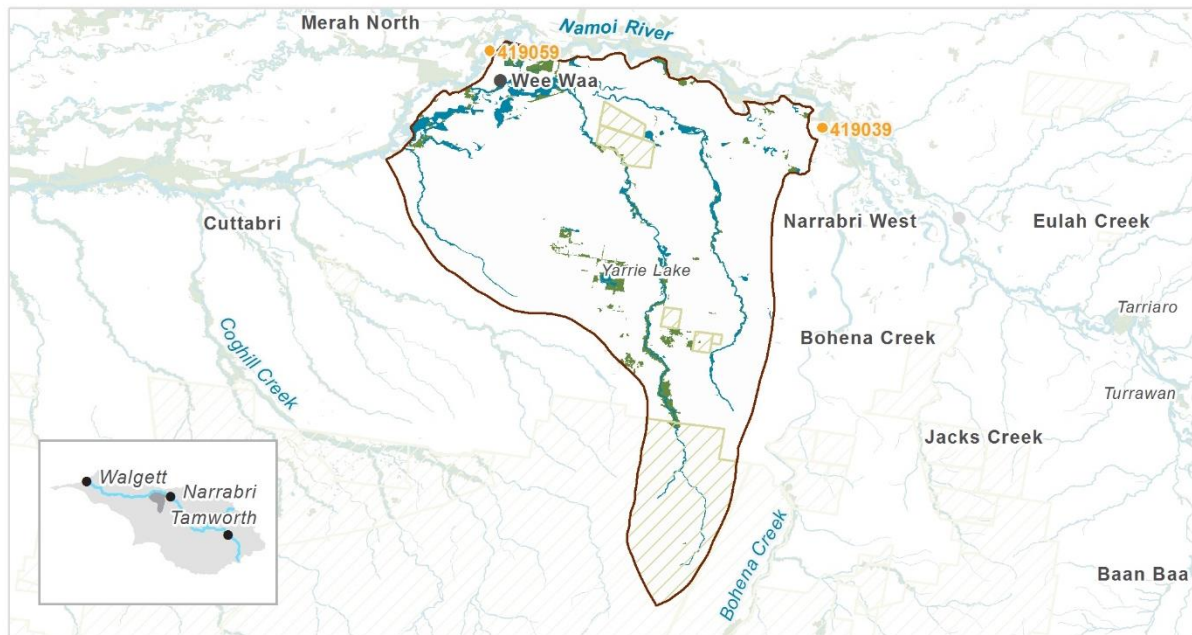 Merah North
Namoi River
419059
Wee Waa
419039
Cuttabri
Narrabri West
Eulah Creek
Yarrie Lake
Tarriaro
Bohena Creek
Coghill Creek
Turrawan
Jacks Creek
Walgett
Narrabri
Tamworth
Bohena Creek
Baan Baa